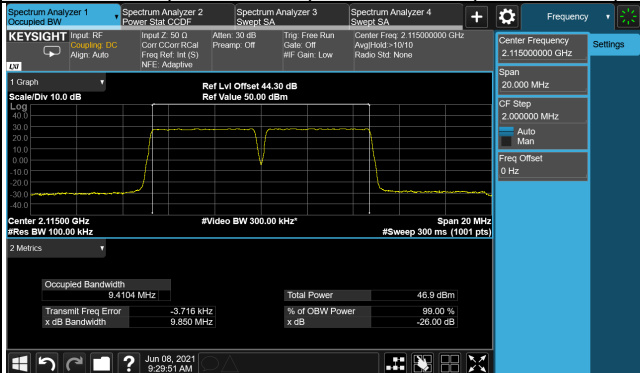 Spectrum Analyzer 1
Occupied BW
Spectrum Analyzer 2
Power Stat CCDF
Spectrum Analyzer 3
Swept SA
Spectrum Analyzer 4
Swept SA
+
Frequency
KEYSIGHT
LXI
Input: RF
Coupling: DC
Align: Auto
Input Z: 50 Ω
Corr CCorr RCal
Freq Ref: Int (S)
NFE: Adaptive
Atten: 30 dB
Preamp: Off
Trig: Free Run
Gate: Off
#IF Gain: Low
Center Freq: 2.115000000 GHz
Avg|Hold:>10/10
Radio Std: None
Center Frequency
2.115000000 GHz
Settings
Span
20.000 MHz
CF Step
2.000000 MHz
Auto
Man
Freq Offset
0 Hz
1 Graph
Scale/Div 10.0 dB
Ref Lvl Offset 44.30 dB
Ref Value 50.00 dBm
Log
40.0
30.0
20.0
10.0
0.00
-10.0
-20.0
-30.0
-40.0
Center 2.11500 GHz
#Res BW 100.00 kHz
#Video BW 300.00 kHz*
Span 20 MHz
#Sweep 300 ms (1001 pts)
2 Metrics
Occupied Bandwidth
9.4104 MHz
Transmit Freq Error -3.716 kHz
x dB Bandwidth 9.850 MHz
Total Power 46.9 dBm
% of OBW Power 99.00 %
x dB -26.00 dB
?
Jun 08, 2021
9:29:51 AM